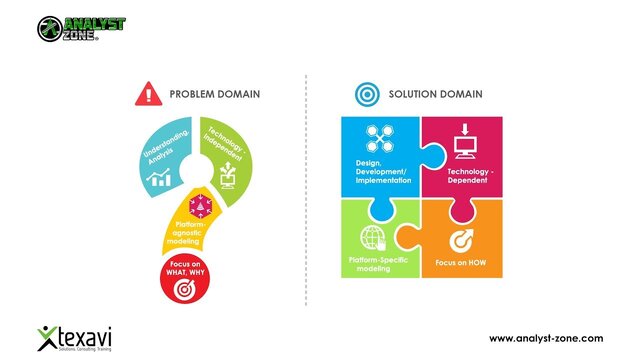 ANALYST
ZONE®
PROBLEM DOMAIN
SOLUTION DOMAIN
Understanding,
Analysis
Technology
Independent
Platform-
agnostic
modeling
Focus on
WHAT, WHY
Design,
Development/
Implementation
Technology -
Dependent
Platform-Specific
modeling
Focus on HOW
texavi
Solutions, Consulting, Training
www.analyst-zone.com